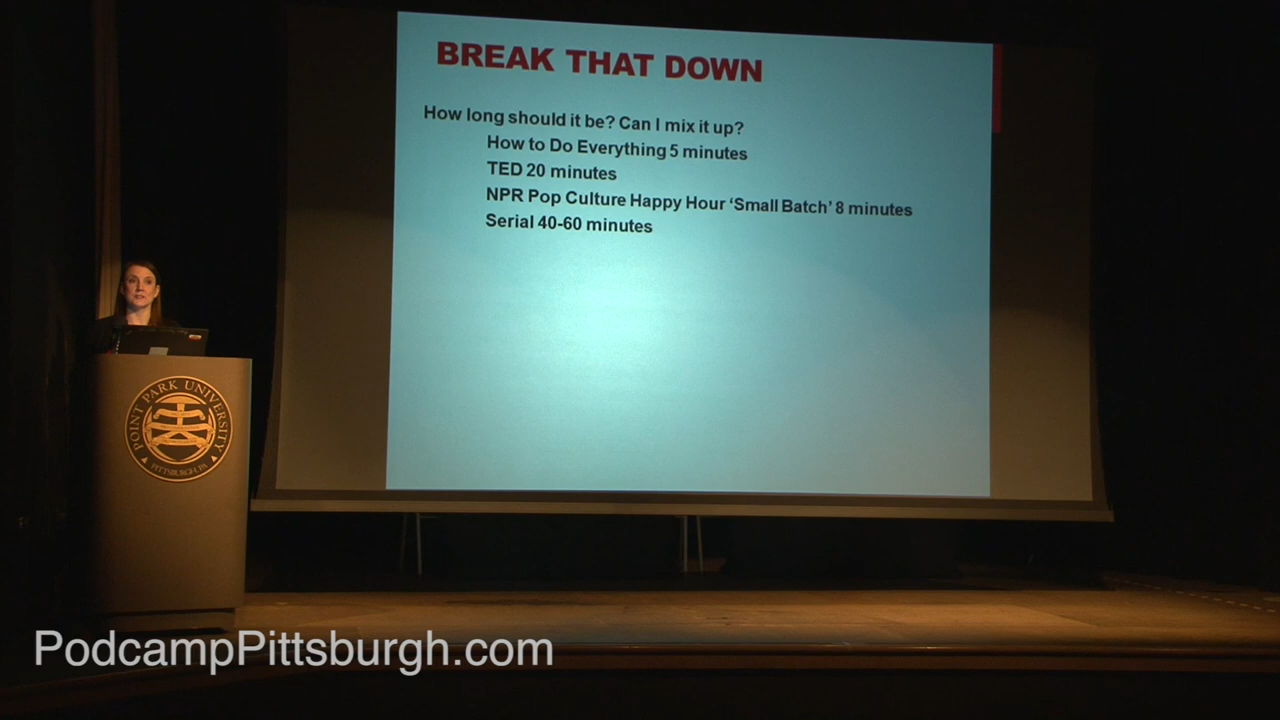 BREAK THAT DOWN
How long should it be? Can I mix it up?
How to Do Everything 5 minutes
TED 20 minutes
NPR Pop Culture Happy Hour ‘Small Batch’ 8 minutes
Serial 40-60 minutes
POINT PARK UNIVERSITY
PITTSBURGH, PA
PodcampPittsburgh.com